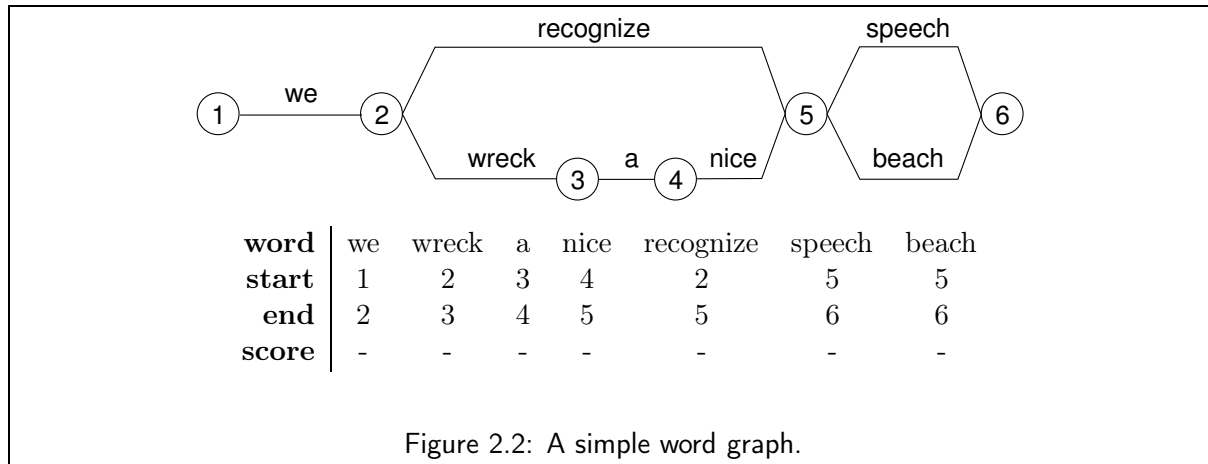 recognize speech
we
1 2 5 6
wreck a nice beach
3 4
word we wreck a nice recognize speech beach
start 1 2 3 4 2 5 5
end 2 3 4 5 5 6 6
score - - - - - - -
Figure 2.2: A simple word graph.